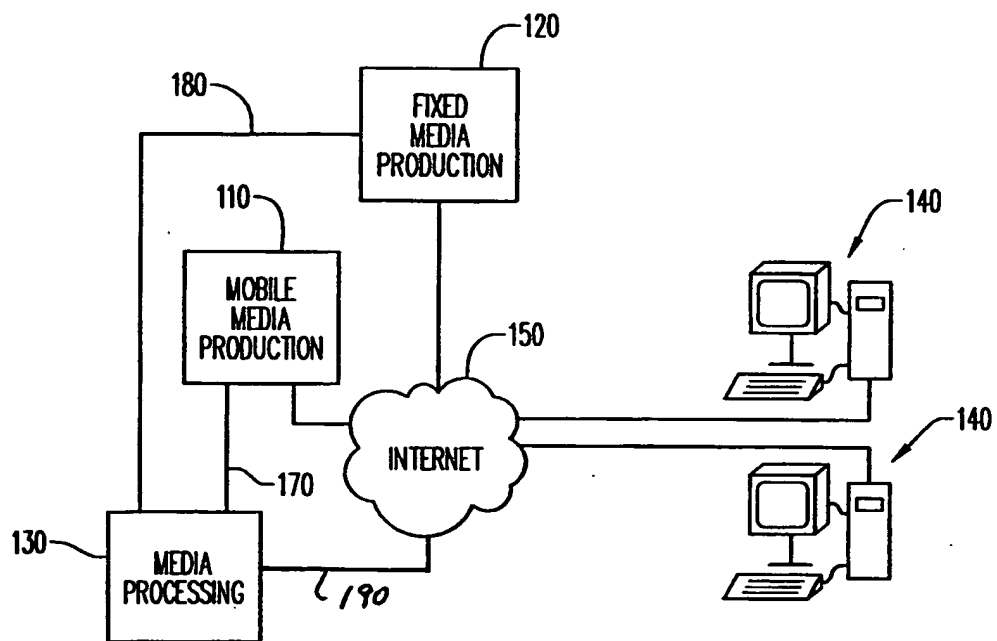 120
180
FIXED
MEDIA
PRODUCTION
110
140
MOBILE
MEDIA
PRODUCTION
150
INTERNET
140
170
130
MEDIA
PROCESSING
190